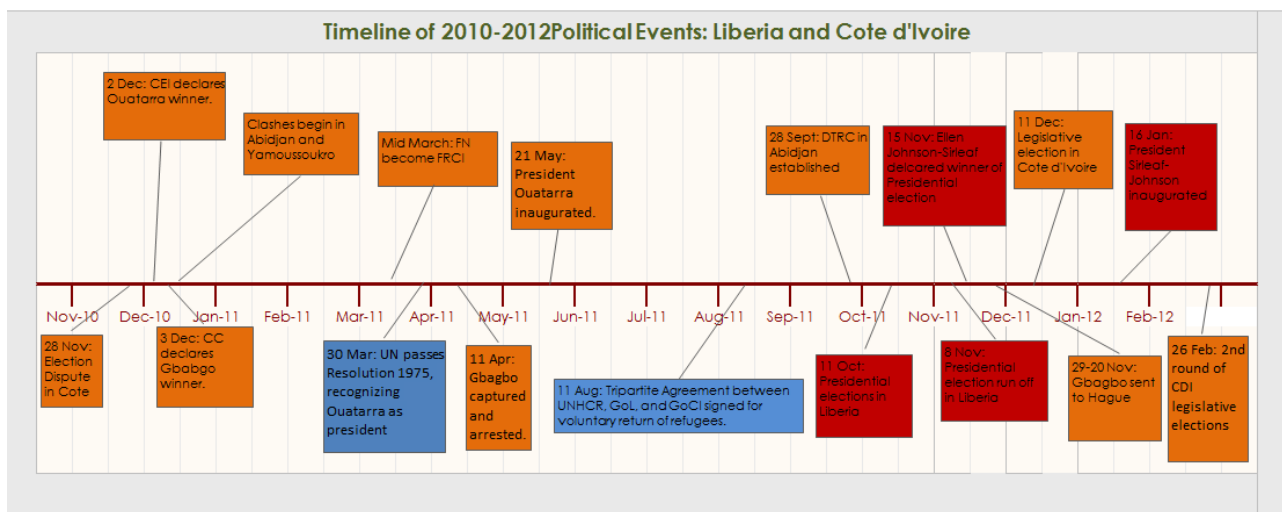 Timeline of 2010-2012Political Events: Liberia and Cote d'Ivoire
2 Dec: CEI declares
Ouatarra winner.
Clashes begin in
Abidjan and
Yamoussoukro
Mid March: FN
become FRCI
21 May:
President
Ouatarra
inaugurated.
28 Sept: DTRC in
Abidjan
established
15 Nov: Ellen
Johnson-Sirleaf
delcared winner of
Presidential
election
11 Dec:
Legislative
election in
Cote d'Ivoire
16 Jan:
President
Sirleaf-
Johnson
inaugurated
Nov-10 Dec-10 Jan-11 Feb-11 Mar-11 Apr-11 May-11 Jun-11 Jul-11 Aug-11 Sep-11 Oct-11 Nov-11 Dec-11 Jan-12 Feb-12
28 Nov:
Election
Dispute
in Cote
3 Dec: CC
declares
Gbabgo
winner.
30 Mar: UN passes
Resolution 1975,
recognizing
Ouatarra as
president
11 Apr:
Gbagbo
captured
and
arrested.
11 Aug: Tripartite Agreement between
UNHCR, GoL, and GoCI signed for
voluntary return of refugees.
11 Oct:
Presidential
elections in
Liberia
8 Nov:
Presidential
election run off
in Liberia
29-20 Nov:
Gbagbo sent
to Hague
26 Feb: 2nd
round of
CDI
legislative
elections